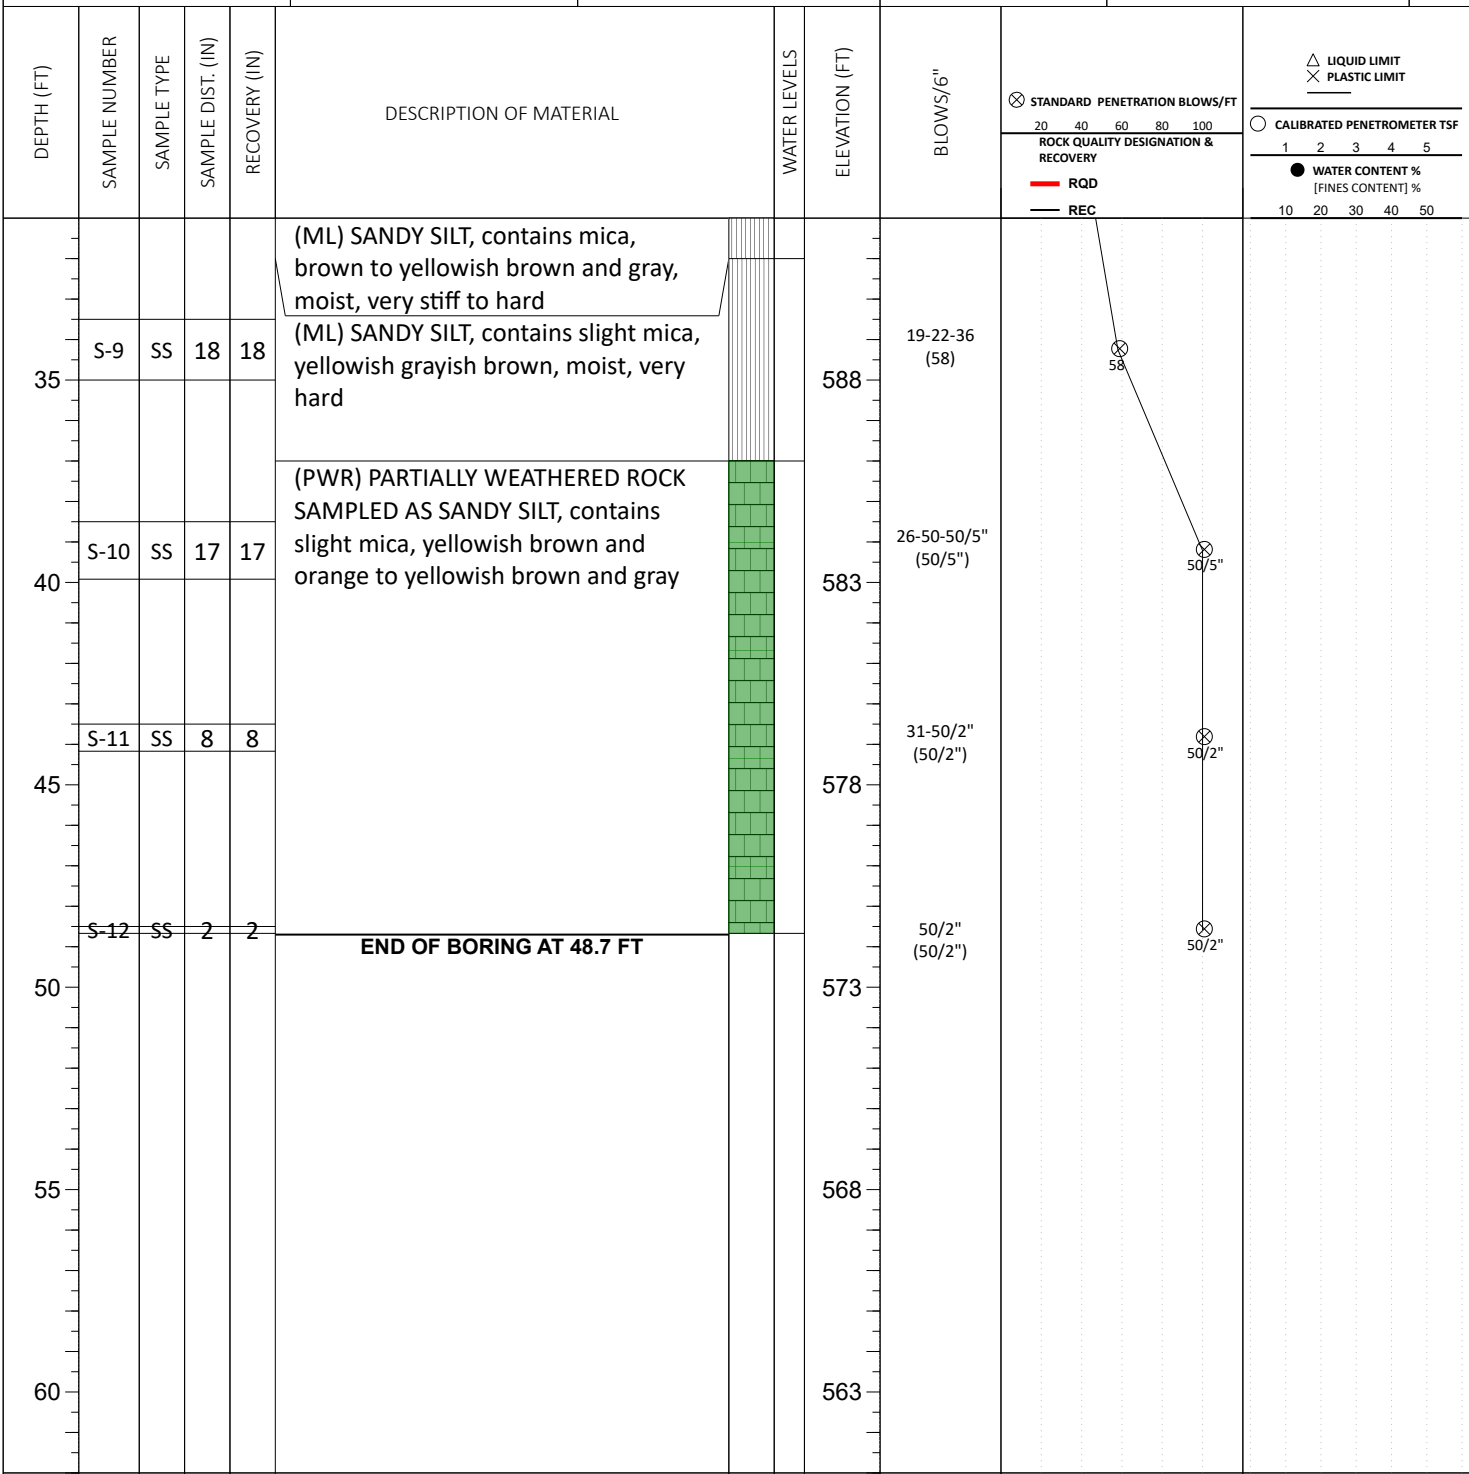 DEPTH (FT)
SAMPLE NUMBER
SAMPLE TYPE
SAMPLE DIST. (IN)
RECOVERY (IN)
DESCRIPTION OF MATERIAL
WATER LEVELS
ELEVATION (FT)
BLOWS/6"
STANDARD PENETRATION BLOWS/FT
20 40 60 80 100
ROCK QUALITY DESIGNATION &
RECOVERY
RQD
REC
LIQUID LIMIT
PLASTIC LIMIT
CALIBRATED PENETROMETER TSF
1 2 3 4 5
WATER CONTENT %
[FINES CONTENT] %
10 20 30 40 50
(ML) SANDY SILT, contains mica,
brown to yellowish brown and gray,
moist, very stiff to hard
(ML) SANDY SILT, contains slight mica,
yellowish grayish brown, moist, very
hard
S-9 SS 18 18
19-22-36
(58)
58
35
588
(PWR) PARTIALLY WEATHERED ROCK
SAMPLED AS SANDY SILT, contains
slight mica, yellowish brown and
orange to yellowish brown and gray
S-10 SS 17 17
26-50-50/5"
(50/5")
50/5"
40
583
S-11 SS 8 8
31-50/2"
(50/2")
50/2"
45
578
S-12 SS 2 2
END OF BORING AT 48.7 FT
50/2"
(50/2")
50/2"
50
573
55
568
60
563